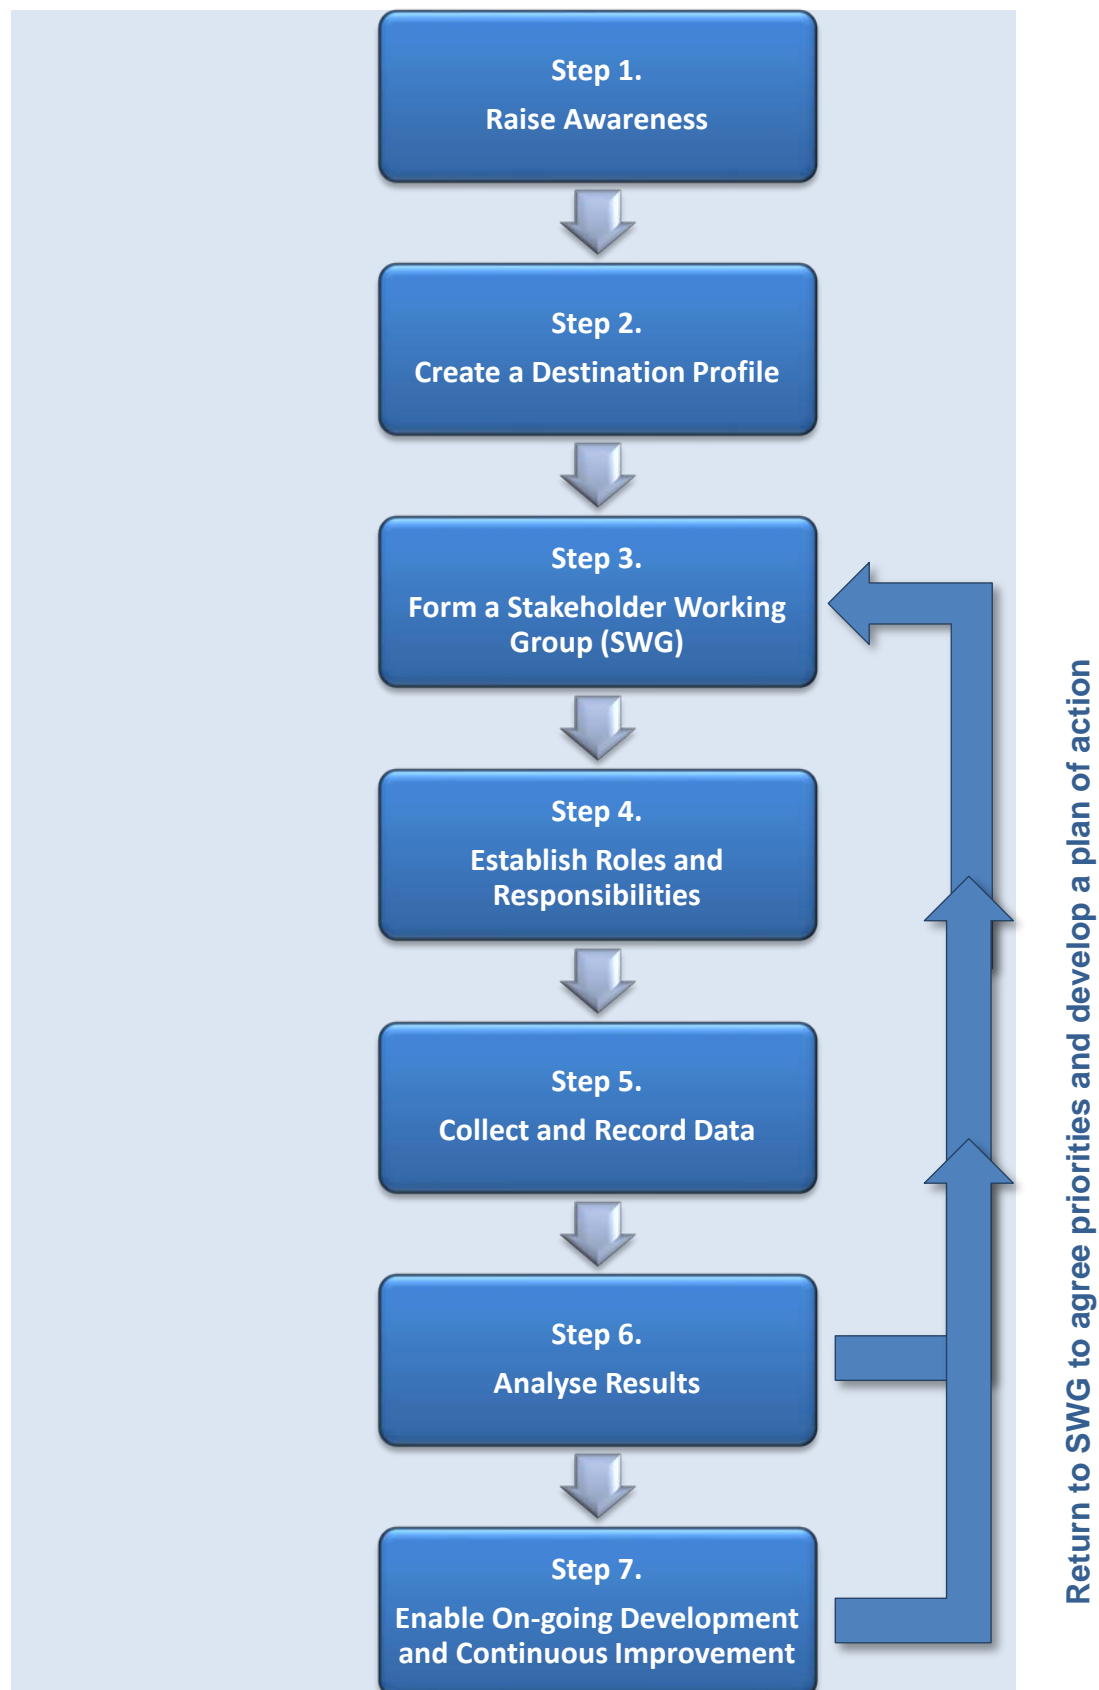 Step 1.
Raise Awareness
Step 2.
Create a Destination Profile
Step 3.
Form a Stakeholder Working
Group (SWG)
Step 4.
Establish Roles and
Responsibilities
Step 5.
Collect and Record Data
Step 6.
Analyse Results
Step 7.
Enable On-going Development
and Continuous Improvement
Return to SWG to agree priorities and develop a plan of action